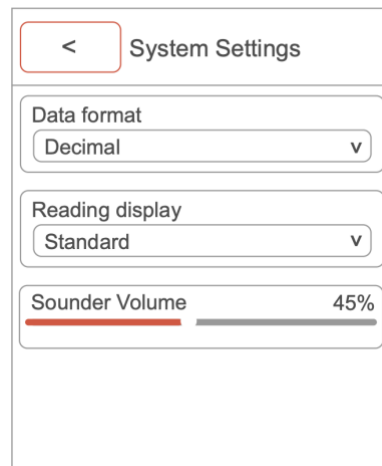 < System Settings
Data format
Decimal v
Reading display
Standard v
Sounder Volume 45%